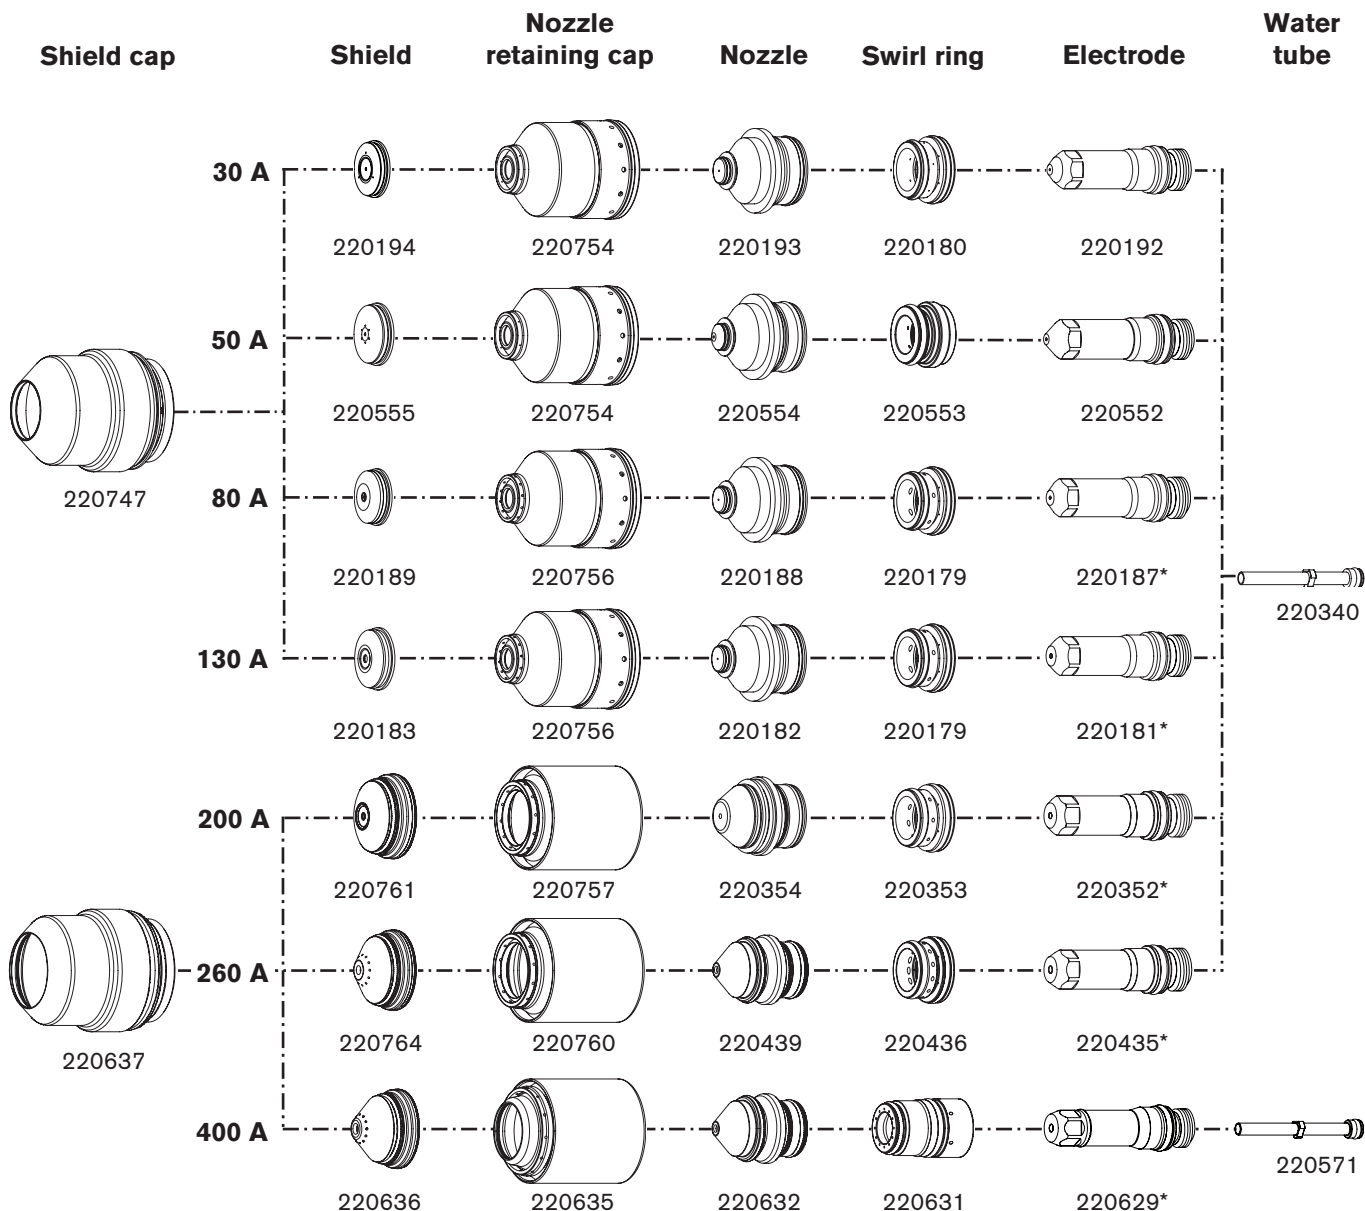 Shield cap
Shield
Nozzle
retaining cap
Nozzle
Swirl ring
Electrode
Water
tube
30 A
220194
220754
220193
220180
220192
50 A
220555
220754
220554
220553
220552
220747
80 A
220189
220756
220188
220179
220187*
220340
130 A
220183
220756
220182
220179
220181*
200 A
220761
220757
220354
220353
220352*
260 A
220637
220764
220760
220439
220436
220435*
400 A
220636
220635
220632
220631
220629*
220571